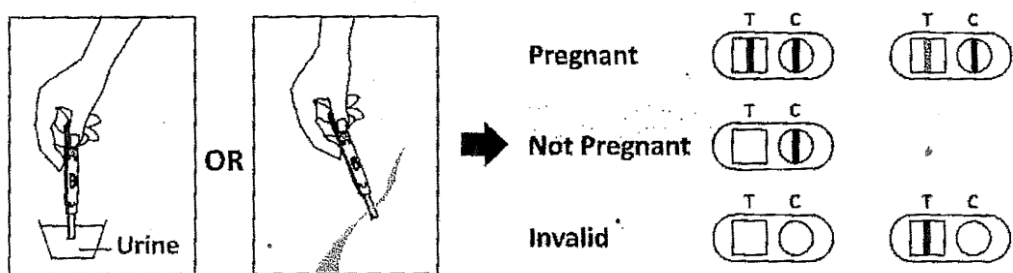 T C T C
Pregnant
OR
T C
Not Pregnant
Urine
T C T C
Invalid